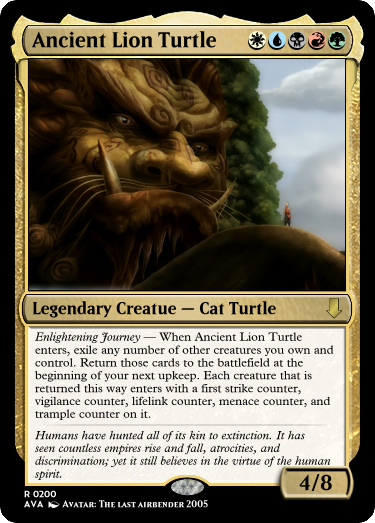 Ancient Lion Turtle
Legendary Creatue — Cat Turtle
Enlightening Journey — When Ancient Lion Turtle
enters, exile any number of other creatures you own and
control. Return those cards to the battlefield at the
beginning of your next upkeep. Each creature that is
returned this way enters with a first strike counter,
vigilance counter, lifelink counter, menace counter, and
trample counter on it.
Humans have hunted all of its kin to extinction. It has
seen countless empires rise and fall, atrocities, and
discrimination; yet it still believes in the virtue of the human
spirit.
4/8
R 0200
AVA Avatar: The last airbender 2005